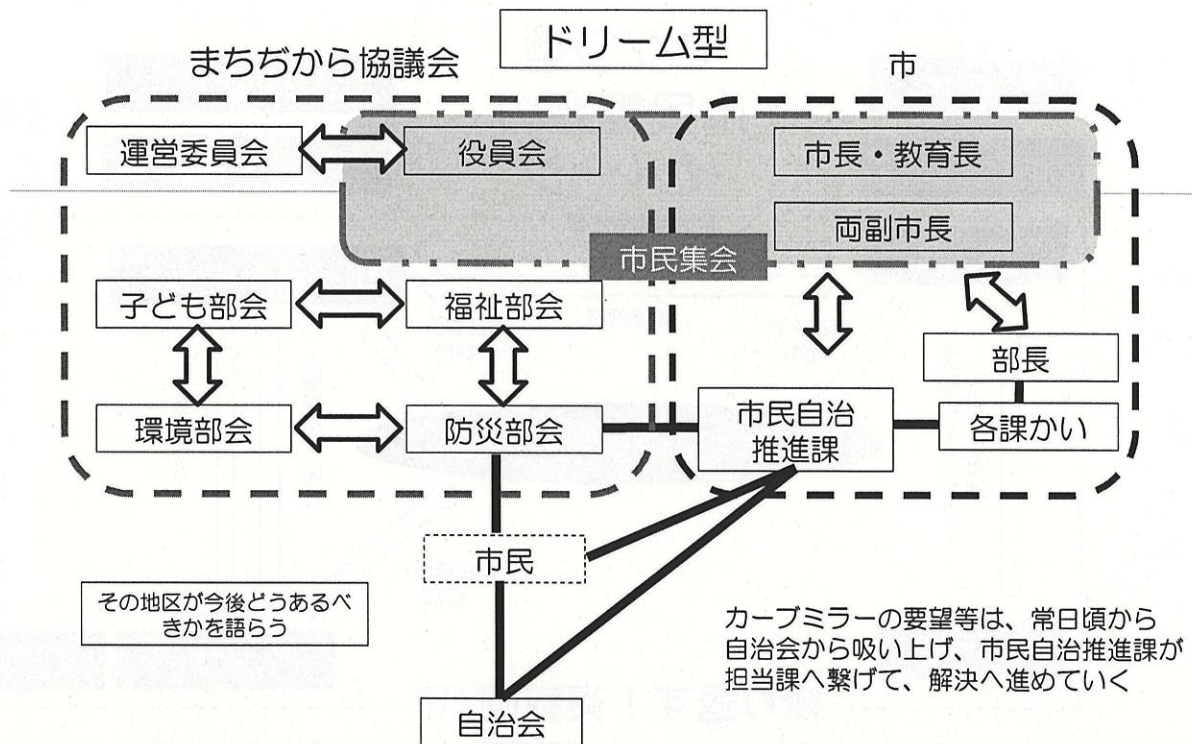 ドリーム型
まちぢから協議会
市
運営委員会
役員会
市長・教育長
両副市長
市民集会
子ども部会
福祉部会
部長
環境部会
防災部会
市民自治
推進課
各課かい
市民
その地区が今後どうあるべ
きかを語らう
カーブミラーの要望等は、常日頃から
自治会から吸い上げ、市民自治推進課が
担当課へ繋げて、解決へ進めていく
自治会